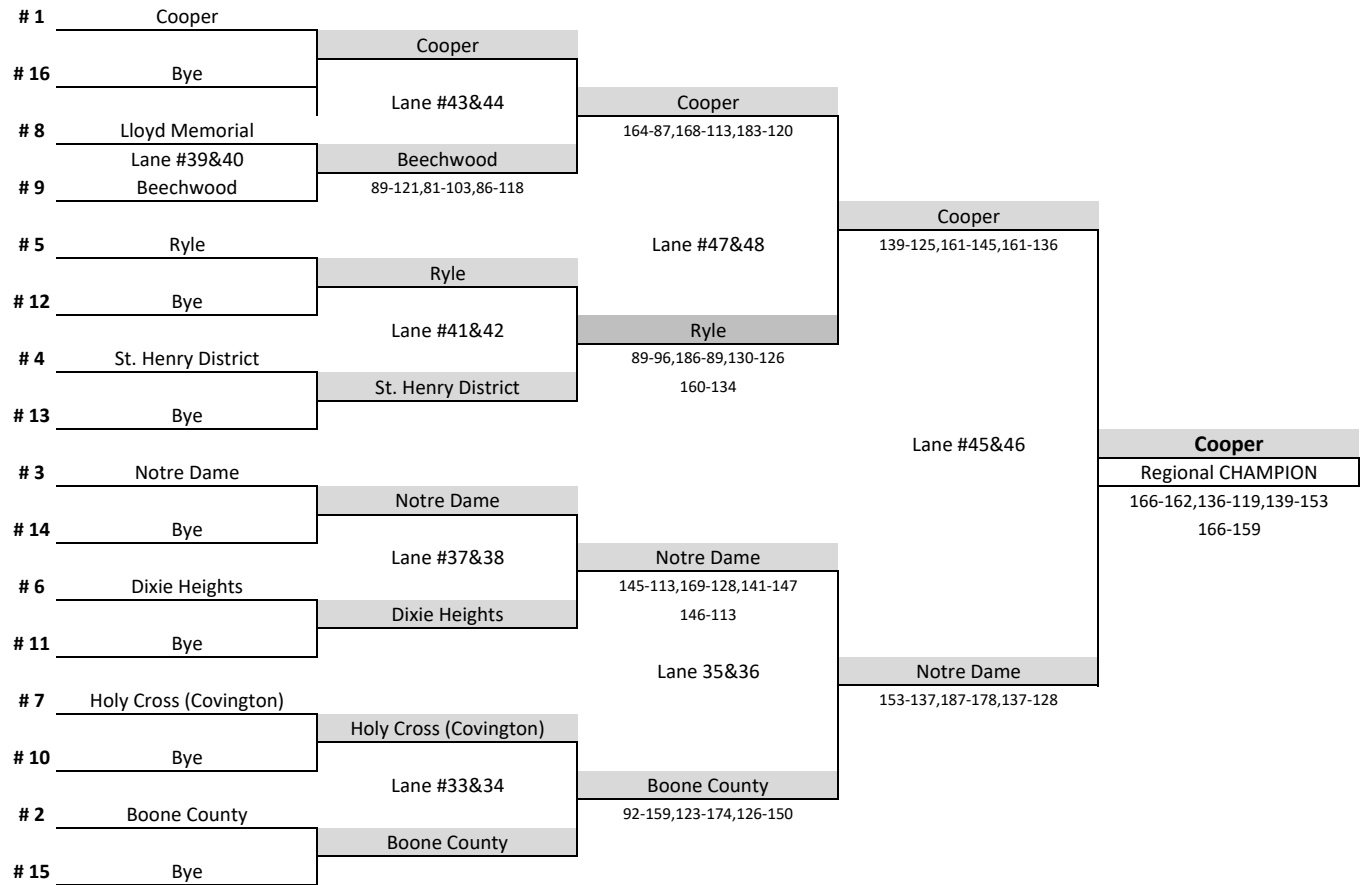 # 1 Cooper
Cooper
# 16 Bye
Lane #43&44 Cooper
# 8 Lloyd Memorial 164-87,168-113,183-120
Lane #39&40 Beechwood
# 9 Beechwood 89-121,81-103,86-118
Cooper
# 5 Ryle Lane #47&48 139-125,161-145,161-136
Ryle
# 12 Bye
Lane #41&42 Ryle
# 4 St. Henry District 89-96,186-89,130-126
St. Henry District 160-134
# 13 Bye
Lane #45&46 Cooper
# 3 Notre Dame Regional CHAMPION
Notre Dame 166-162,136-119,139-153
# 14 Bye 166-159
Lane #37&38 Notre Dame
# 6 Dixie Heights 145-113,169-128,141-147
Dixie Heights 146-113
# 11 Bye
Lane 35&36 Notre Dame
# 7 Holy Cross (Covington) 153-137,187-178,137-128
Holy Cross (Covington)
# 10 Bye
Lane #33&34 Boone County
# 2 Boone County 92-159,123-174,126-150
Boone County
# 15 Bye